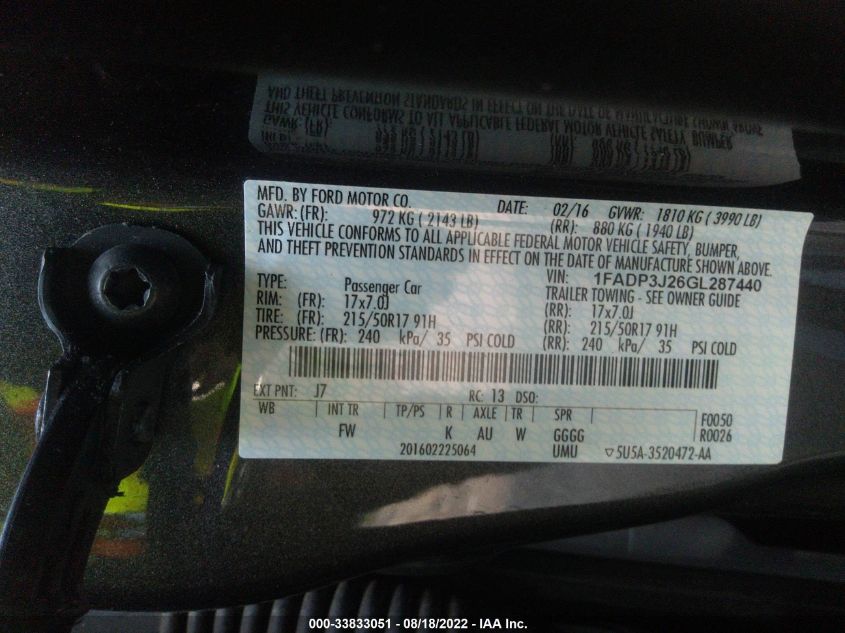 MFD. BY FORD MOTOR CO. DATE: 02/16 GVWR: 1810 KG ( 3990 LB)
GAWR: (FR): 972 KG ( 2143 LB) (RR): 880 KG ( 1940 LB)
THIS VEHICLE CONFORMS TO ALL APPLICABLE FEDERAL MOTOR VEHICLE SAFETY, BUMPER,
AND THEFT PREVENTION STANDARDS IN EFFECT ON THE DATE OF MANUFACTURE SHOWN ABOVE.
VIN: 1FADP3J26GL287440
TYPE: Passenger Car TRAILER TOWING - SEE OWNER GUIDE
RIM: (FR): 17x7.0J (RR): 17x7.0J
TIRE: (FR): 215/50R17 91H (RR): 215/50R17 91H
PRESSURE: (FR): 240 kPa/ 35 PSI COLD (RR): 240 kPa/ 35 PSI COLD
EXT PNT: J7 RC: 13 DSO:
WB INT TR TP/PS R AXLE TR SPR F0050
FW K AU W GGGG R0026
201602225064 UMU ▽5U5A-3520472-AA
000-33833051 - 08/18/2022 - IAA Inc.